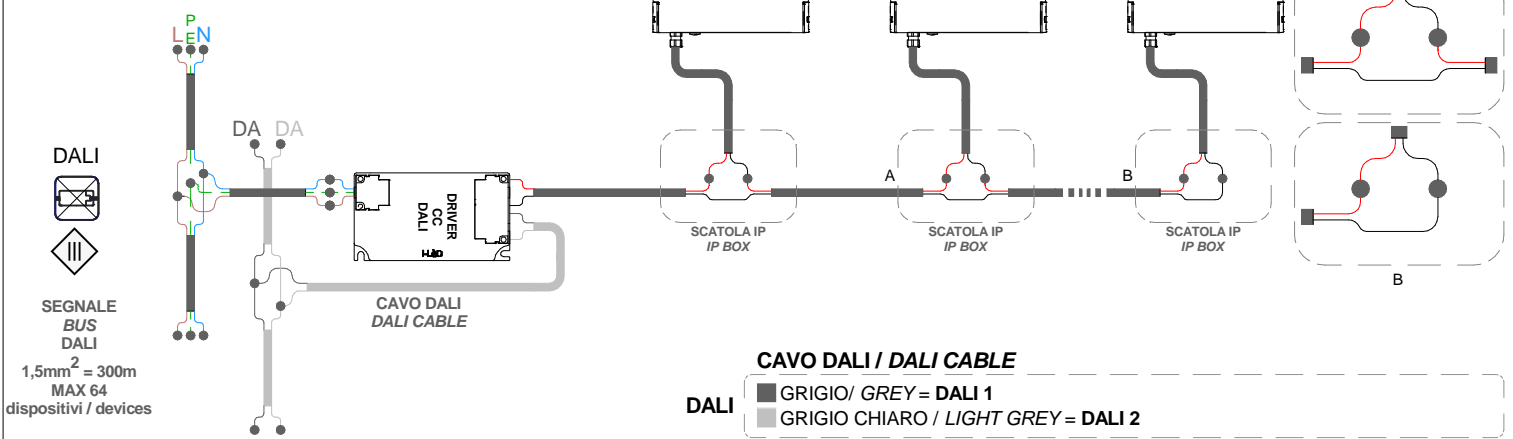 L PE N
DA DA
DALI
III
SEGNALE
BUS
DALI
1,5mm² = 300m
MAX 64
dispositivi / devices
DRIVER
CC
DALI
CAVO DALI
DALI CABLE
A
B
SCATOLA IP
IP BOX
SCATOLA IP
IP BOX
SCATOLA IP
IP BOX
B
CAVO DALI / DALI CABLE
DALI
GRIGIO/ GREY = DALI 1
GRIGIO CHIARO / LIGHT GREY = DALI 2